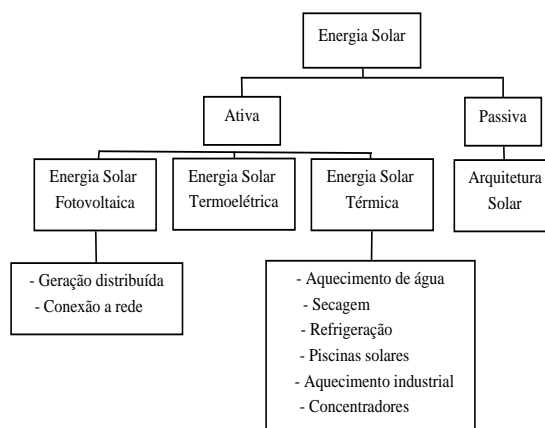 Energia Solar
Ativa
Passiva
Energia Solar
Fotovoltaica
Energia Solar
Termoelétrica
Energia Solar
Térmica
Arquitetura
Solar
- Geração distribuída
- Conexão a rede
- Aquecimento de água
- Secagem
- Refrigeração
- Piscinas solares
- Aquecimento industrial
- Concentradores